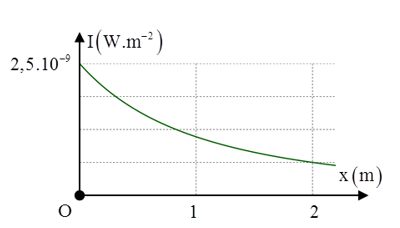 I(W.m⁻²)
2,5.10⁻⁹
x(m)
O 1 2